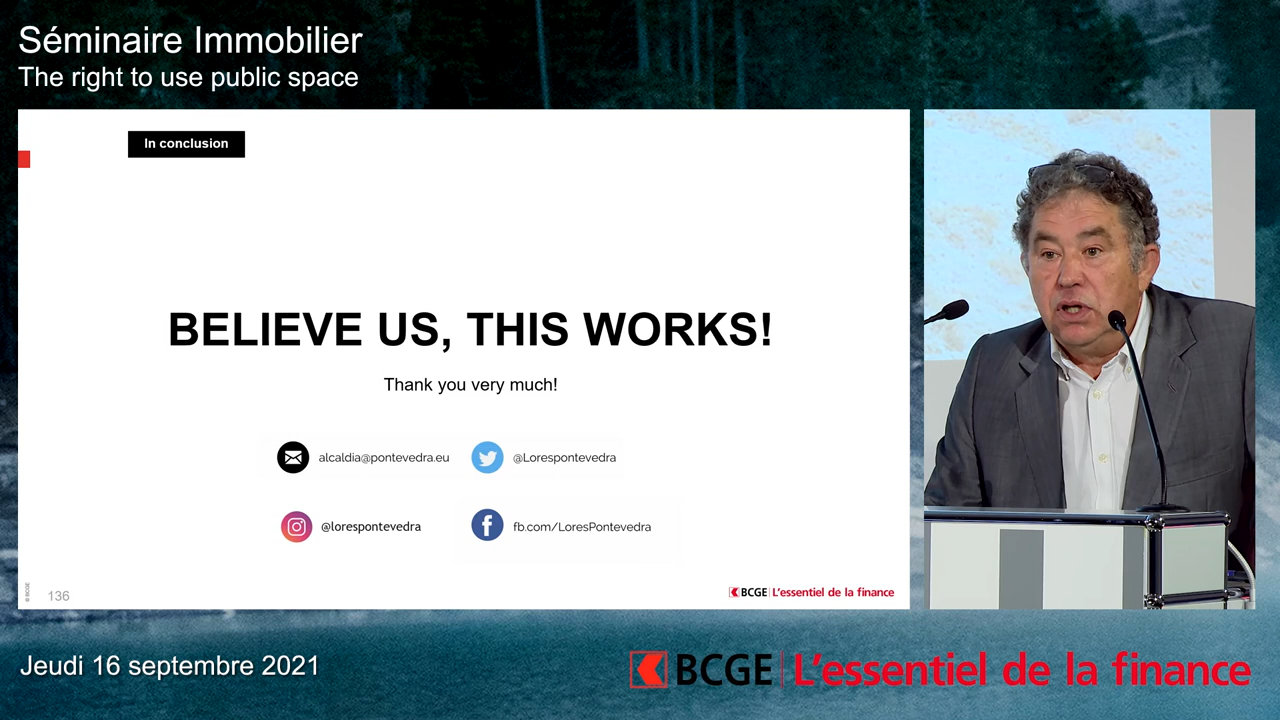 Séminaire Immobilier
The right to use public space
In conclusion
BELIEVE US, THIS WORKS!
Thank you very much!
alcaldia@pontevedra.eu
@Lorespontevedra
@lorespontevedra
fb.com/LoresPontevedra
© BCGE
136
BCGE L'essentiel de la finance
Jeudi 16 septembre 2021
BCGE L'essentiel de la finance